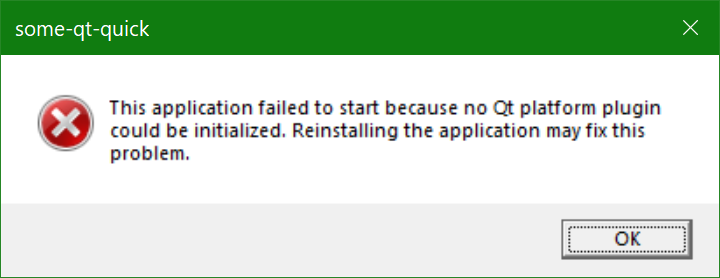 some-qt-quick
This application failed to start because no Qt platform plugin
could be initialized. Reinstalling the application may fix this
problem.
OK